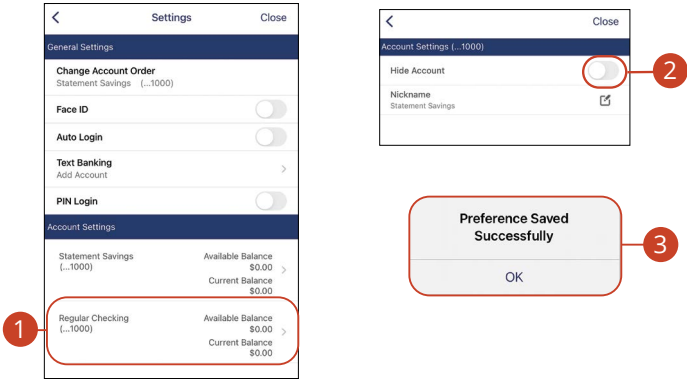 Settings
Close
General Settings
Change Account Order
Statement Savings (...1000)
Face ID
Auto Login
Text Banking
Add Account
PIN Login
Account Settings
Statement Savings Available Balance
(...1000) $0.00
Current Balance
$0.00
1
Regular Checking Available Balance
(...1000) $0.00
Current Balance
$0.00
Close
Account Settings (...1000)
Hide Account
2
Nickname
Statement Savings
Preference Saved
Successfully
3
OK